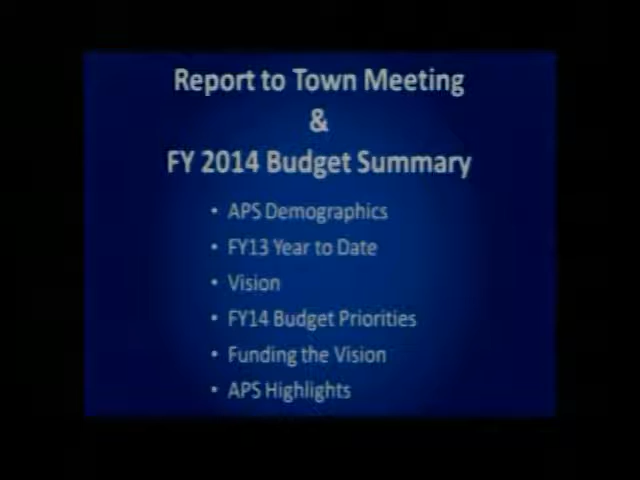 Report to Town Meeting
&
FY 2014 Budget Summary
• APS Demographics
• FY13 Year to Date
• Vision
• FY14 Budget Priorities
• Funding the Vision
• APS Highlights